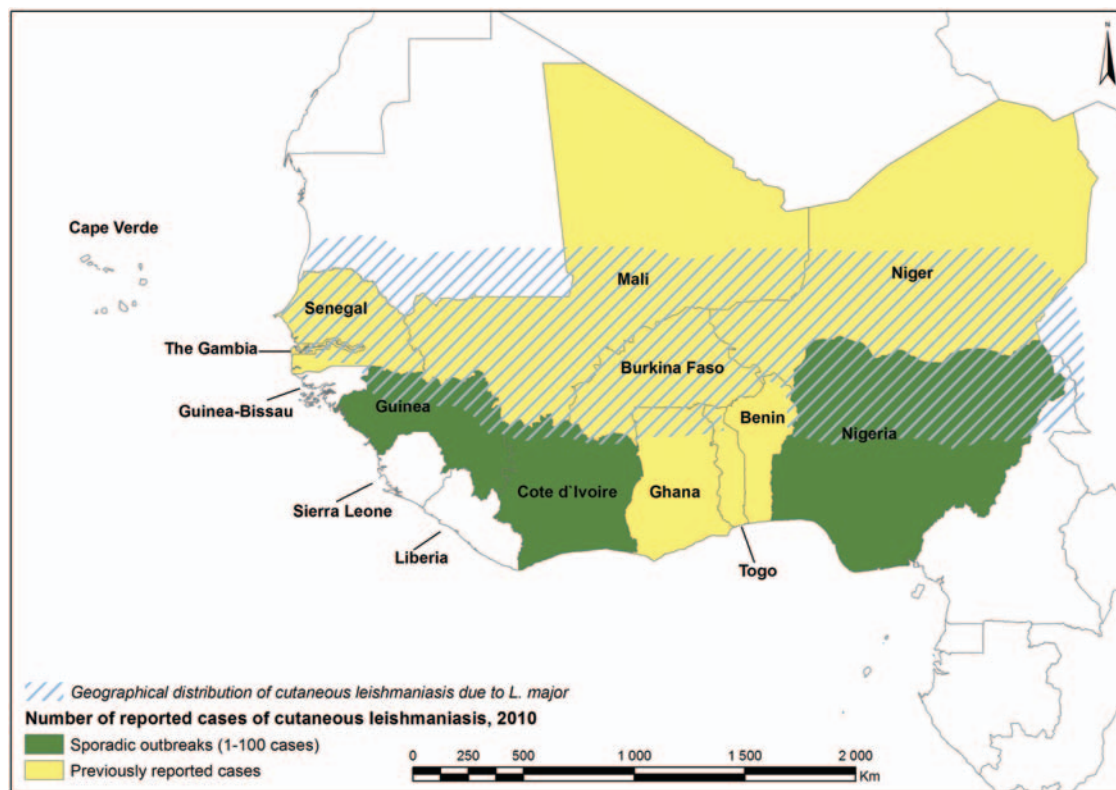 N
Cape Verde
Mali
Niger
Senegal
The Gambia
Burkina Faso
Guinea-Bissau
Guinea
Benin
Nigeria
Cote d`Ivoire
Ghana
Sierra Leone
Liberia
Togo
Geographical distribution of cutaneous leishmaniasis due to L. major
Number of reported cases of cutaneous leishmaniasis, 2010
Sporadic outbreaks (1-100 cases)
Previously reported cases
0 250 500 1 000 1 500 2 000
Km